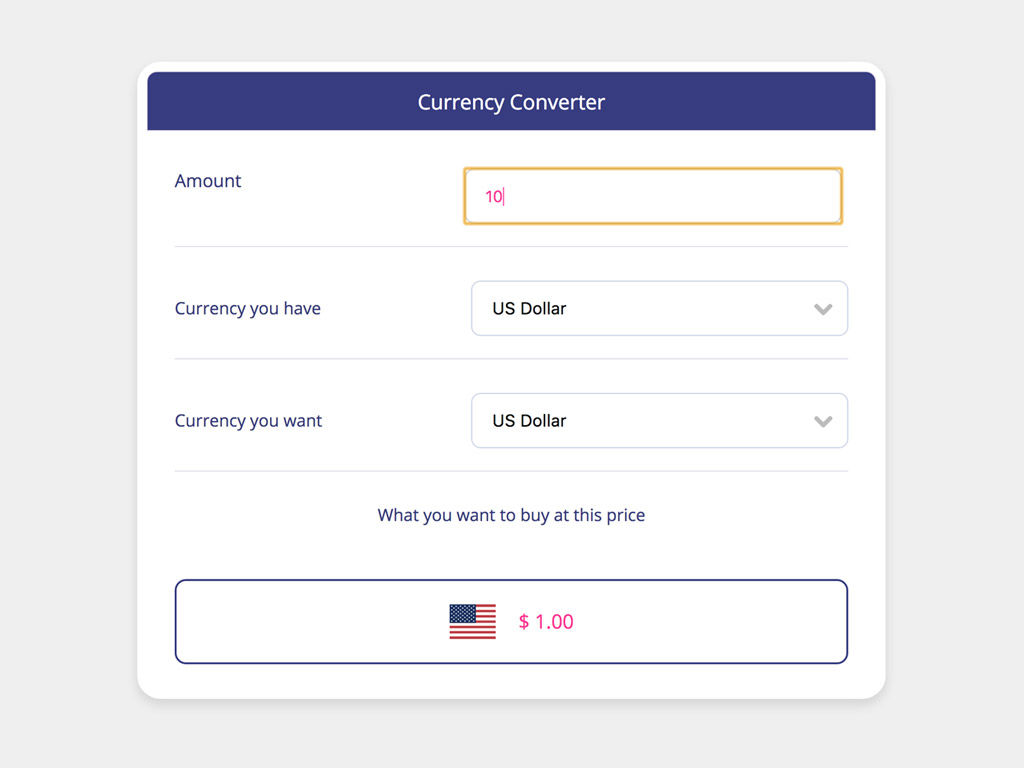 Currency Converter
Amount
10
Currency you have
US Dollar
Currency you want
US Dollar
What you want to buy at this price
$ 1.00